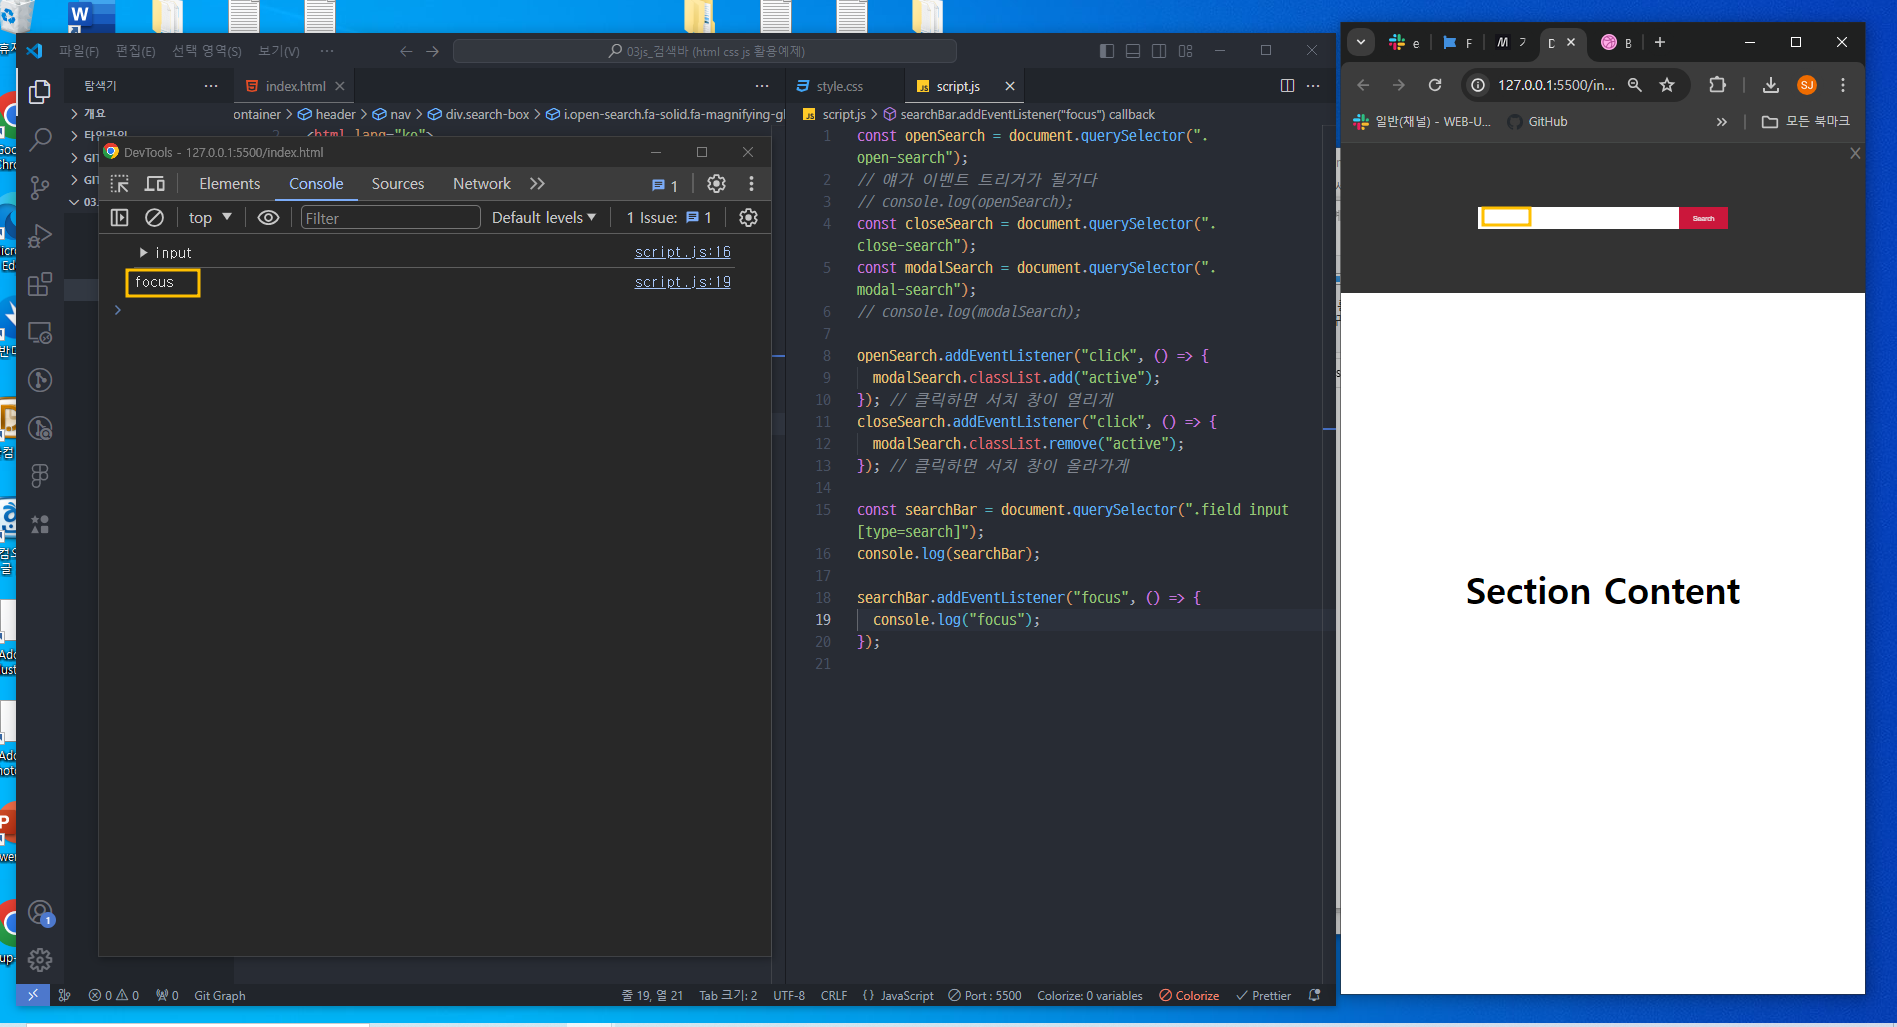 파일(F) 편집(E) 선택 영역(S) 보기(V) ···
03js_검색바 (html css js 활용예제)
탐색기 ···
개요
타임라인
03.
index.html
ontainer > header > nav > div.search-box > i.open-search.fa-solid.fa-magnifying-gl
2 <html lang="ko">
DevTools - 127.0.0.1:5500/index.html
Elements Console Sources Network » 1
top ▼ Filter Default levels ▼ 1 Issue: 1
▶ input script.js:16
focus script.js:19
style.css script.js
script.js > searchBar.addEventListener("focus") callback
1 const openSearch = document.querySelector(".
open-search");
2 // 얘가 이벤트 트리거가 될거다
3 // console.log(openSearch);
4 const closeSearch = document.querySelector(".
close-search");
5 const modalSearch = document.querySelector(".
modal-search");
6 // console.log(modalSearch);
7
8 openSearch.addEventListener("click", () => {
9 modalSearch.classList.add("active");
10 }); // 클릭하면 서치 창이 열리게
11 closeSearch.addEventListener("click", () => {
12 modalSearch.classList.remove("active");
13 }); // 클릭하면 서치 창이 올라가게
14
15 const searchBar = document.querySelector(".field input
[type=search]");
16 console.log(searchBar);
17
18 searchBar.addEventListener("focus", () => {
19 console.log("focus");
20 });
21
1
0 0 0 Git Graph
줄 19, 열 21 Tab 크기: 2 UTF-8 CRLF {} JavaScript Port : 5500 Colorize: 0 variables Colorize Prettier
e F D B
127.0.0.1:5500/in... SJ
일반(채널) - WEB-U... GitHub » 모든 북마크
X
Search
Section Content